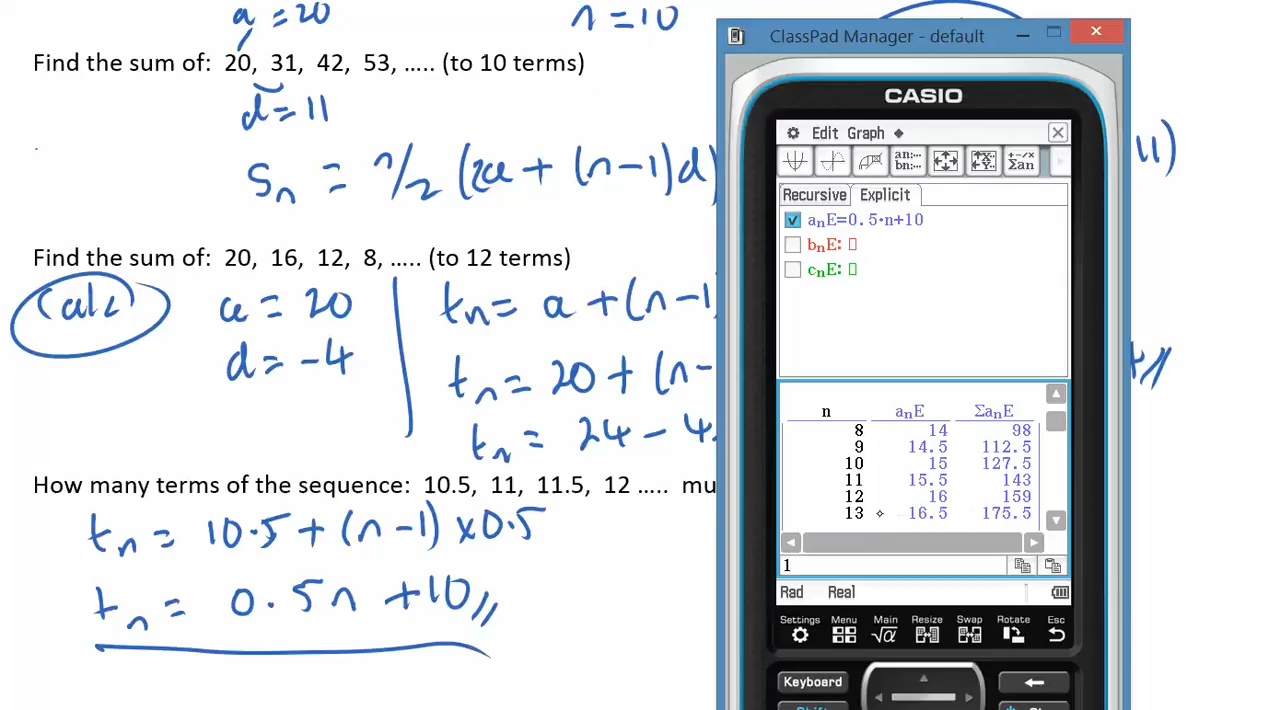 a = 20
n = 10
Find the sum of: 20, 31, 42, 53, ..... (to 10 terms)
d = 11
Sn = n/2 (2a + (n-1)d)
11)
Find the sum of: 20, 16, 12, 8, ..... (to 12 terms)
Calc
a = 20
d = -4
tn = a + (n-1
tn = 20 + (n-
tn = 24 - 4
How many terms of the sequence: 10.5, 11, 11.5, 12 ..... mu
tn = 10.5 + (n-1) x 0.5
tn = 0.5n + 10
ClassPad Manager - default
CASIO
Edit Graph
an:... bn:...
Σan
Recursive Explicit
anE=0.5·n+10
bnE:
cnE:
n anE ΣanE
8 14 98
9 14.5 112.5
10 15 127.5
11 15.5 143
12 16 159
13 16.5 175.5
1
Rad Real
Settings Menu Main Resize Swap Rotate Esc
√α
Keyboard